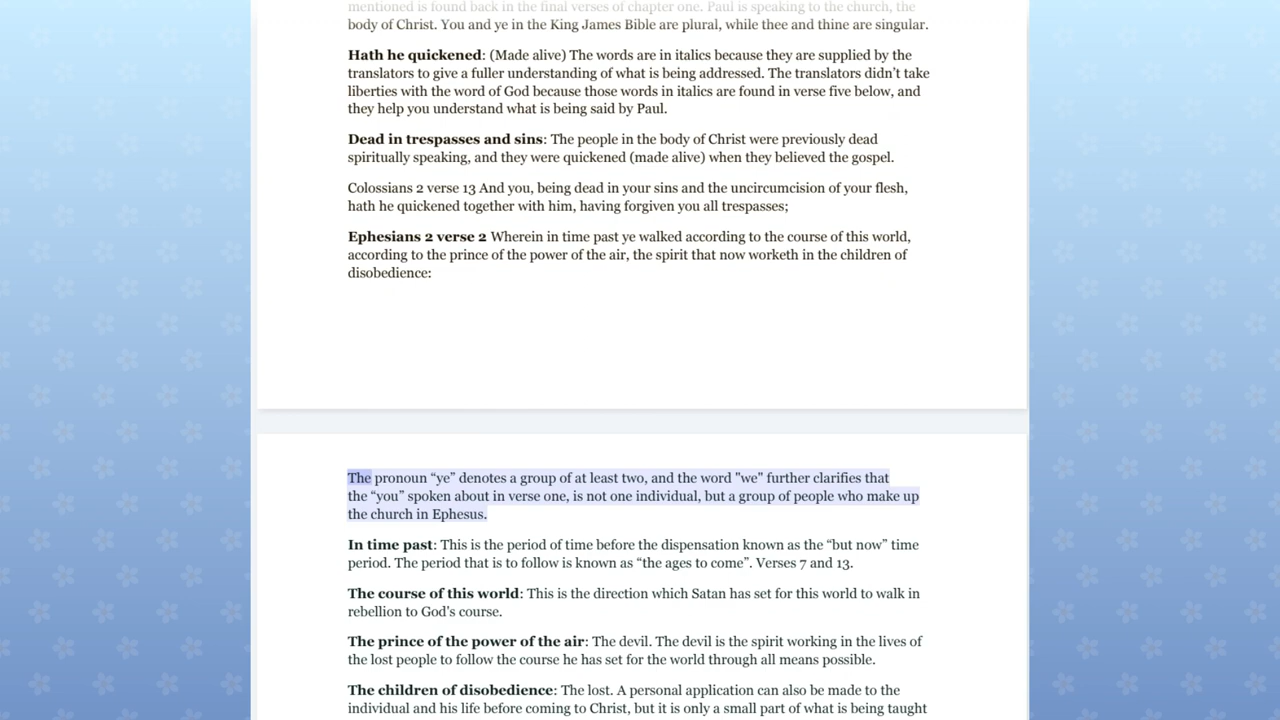 mentioned is found back in the final verses of chapter one. Paul is speaking to the church, the
body of Christ. You and ye in the King James Bible are plural, while thee and thine are singular.
Hath he quickened: (Made alive) The words are in italics because they are supplied by the
translators to give a fuller understanding of what is being addressed. The translators didn’t take
liberties with the word of God because those words in italics are found in verse five below, and
they help you understand what is being said by Paul.
Dead in trespasses and sins: The people in the body of Christ were previously dead
spiritually speaking, and they were quickened (made alive) when they believed the gospel.
Colossians 2 verse 13 And you, being dead in your sins and the uncircumcision of your flesh,
hath he quickened together with him, having forgiven you all trespasses;
Ephesians 2 verse 2 Wherein in time past ye walked according to the course of this world,
according to the prince of the power of the air, the spirit that now worketh in the children of
disobedience:
The pronoun “ye” denotes a group of at least two, and the word "we" further clarifies that
the “you” spoken about in verse one, is not one individual, but a group of people who make up
the church in Ephesus.
In time past: This is the period of time before the dispensation known as the “but now” time
period. The period that is to follow is known as “the ages to come”. Verses 7 and 13.
The course of this world: This is the direction which Satan has set for this world to walk in
rebellion to God’s course.
The prince of the power of the air: The devil. The devil is the spirit working in the lives of
the lost people to follow the course he has set for the world through all means possible.
The children of disobedience: The lost. A personal application can also be made to the
individual and his life before coming to Christ, but it is only a small part of what is being taught